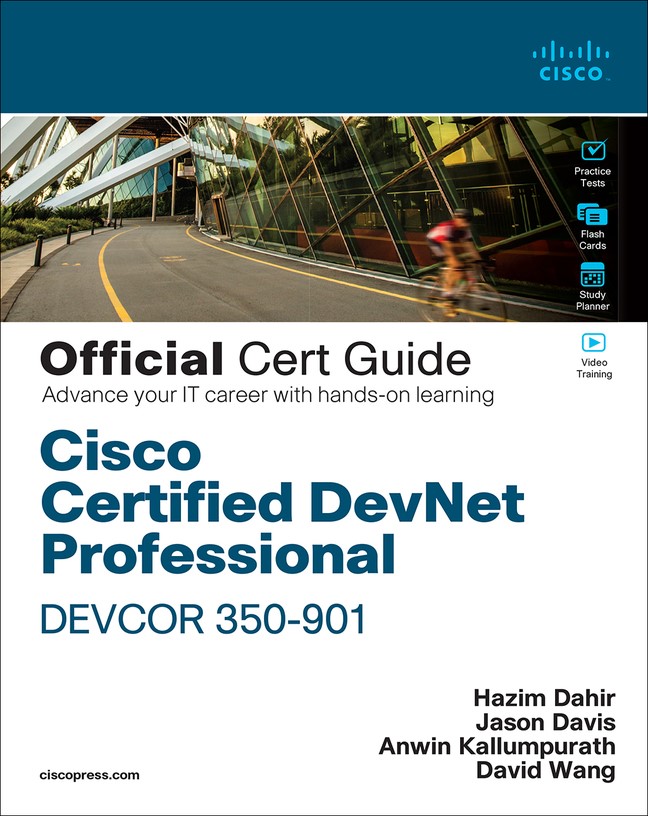 CISCO
Practice
Tests
Flash
Cards
Study
Planner
Video
Training
Official Cert Guide
Advance your IT career with hands-on learning
Cisco
Certified DevNet
Professional
DEVCOR 350-901
Hazim Dahir
Jason Davis
Anwin Kallumpurath
David Wang
ciscopress.com